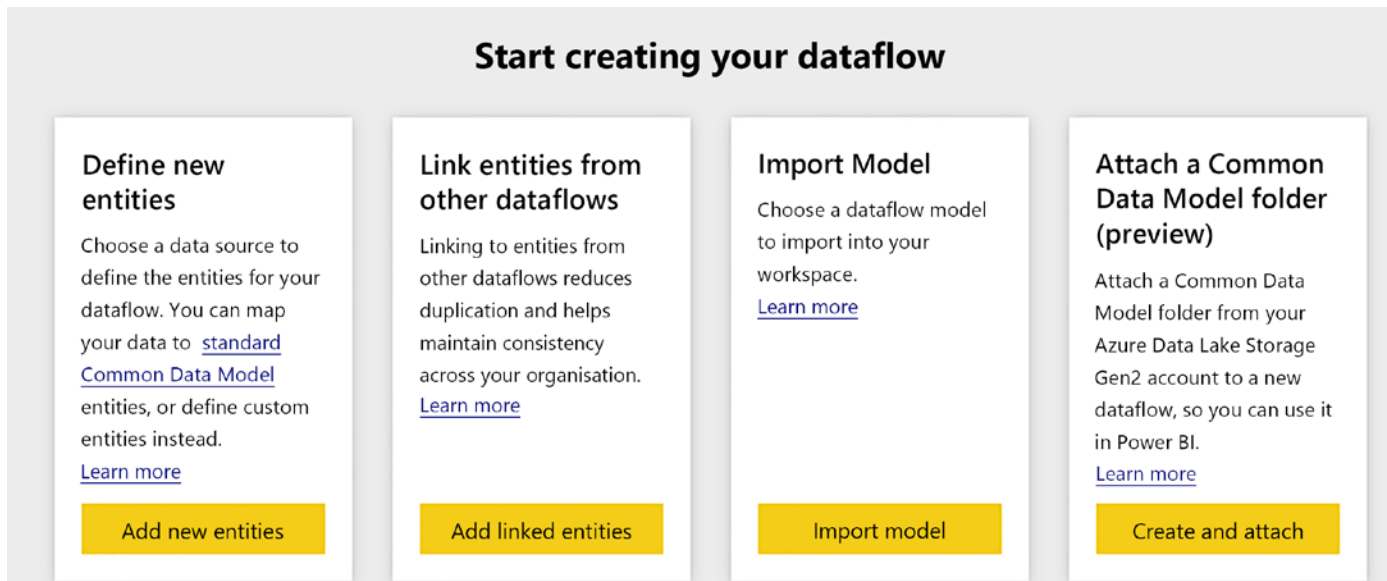 Start creating your dataflow
Define new
entities
Choose a data source to
define the entities for your
dataflow. You can map
your data to standard
Common Data Model
entities, or define custom
entities instead.
Learn more
Add new entities
Link entities from
other dataflows
Linking to entities from
other dataflows reduces
duplication and helps
maintain consistency
across your organisation.
Learn more
Add linked entities
Import Model
Choose a dataflow model
to import into your
workspace.
Learn more
Import model
Attach a Common
Data Model folder
(preview)
Attach a Common Data
Model folder from your
Azure Data Lake Storage
Gen2 account to a new
dataflow, so you can use it
in Power BI.
Learn more
Create and attach